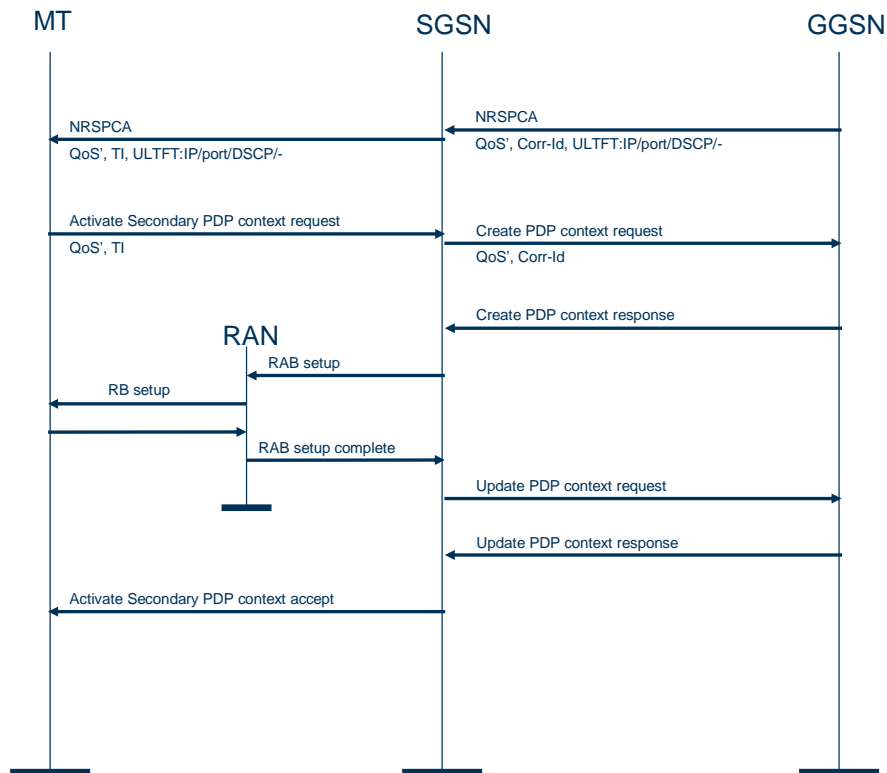 MT
SGSN
GGSN
NRSPCA
QoS', TI, ULTFT:IP/port/DSCP/-
NRSPCA
QoS', Corr-Id, ULTFT:IP/port/DSCP/-
Activate Secondary PDP context request
QoS', TI
Create PDP context request
QoS', Corr-Id
Create PDP context response
RAN
RAB setup
RB setup
RAB setup complete
Update PDP context request
Update PDP context response
Activate Secondary PDP context accept